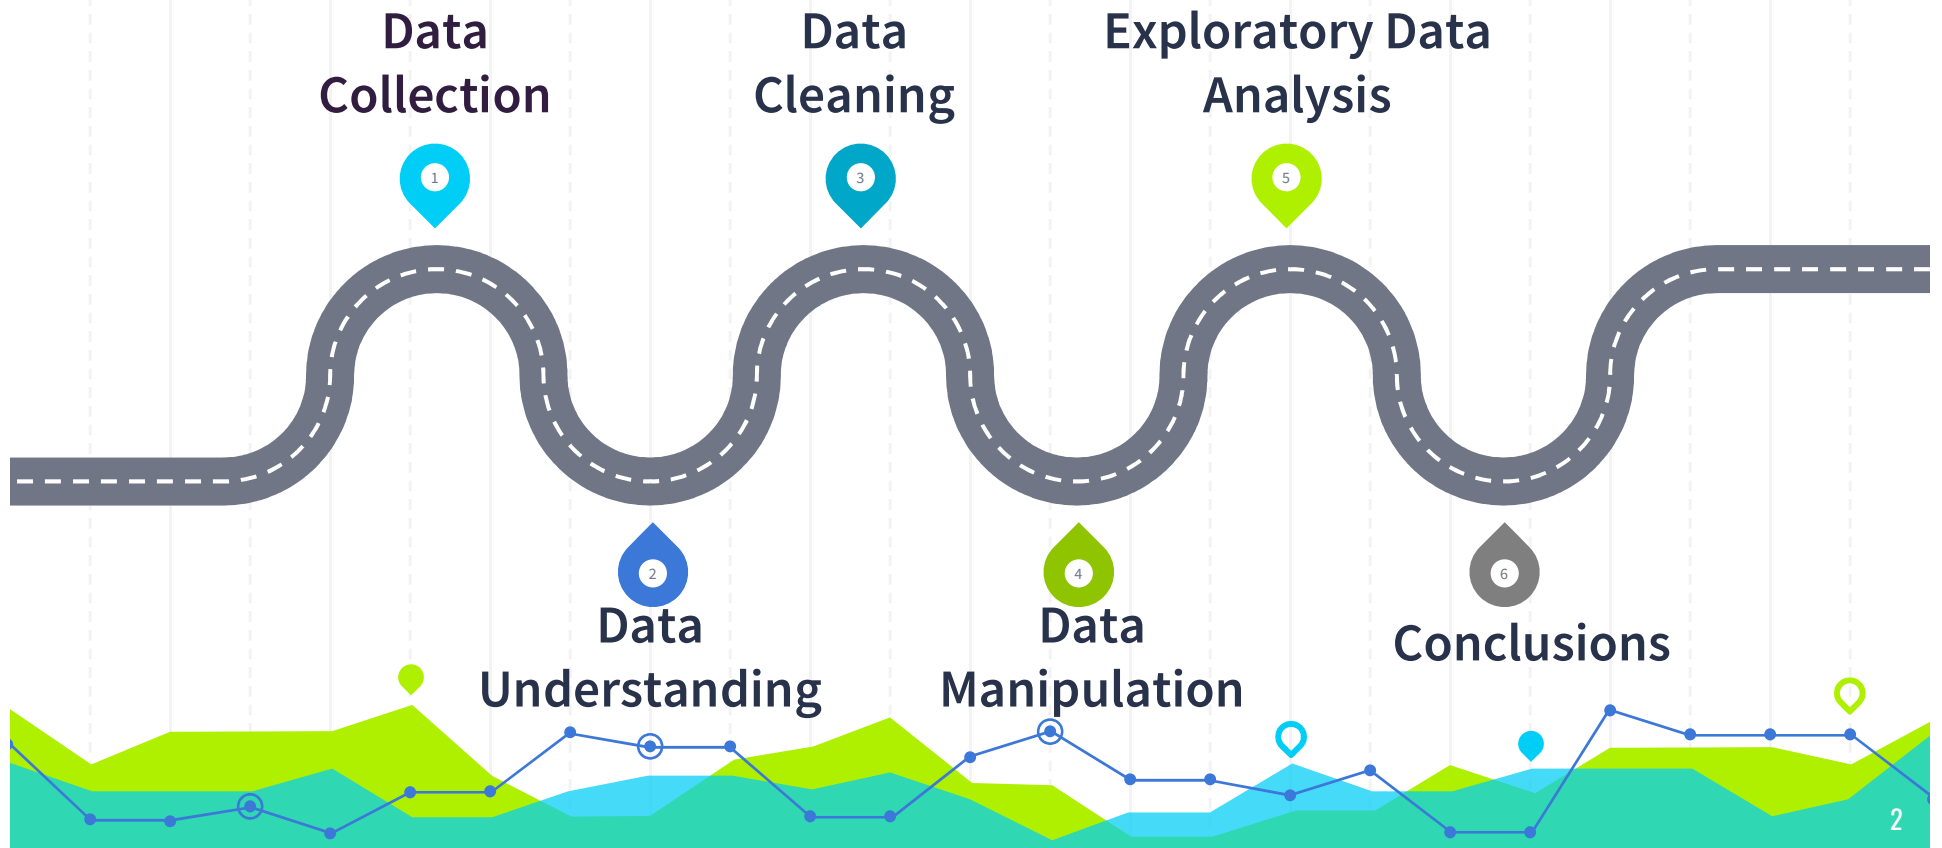 Data
Collection
1
Data
Cleaning
3
Exploratory Data
Analysis
5
2
Data
Understanding
4
Data
Manipulation
6
Conclusions
2